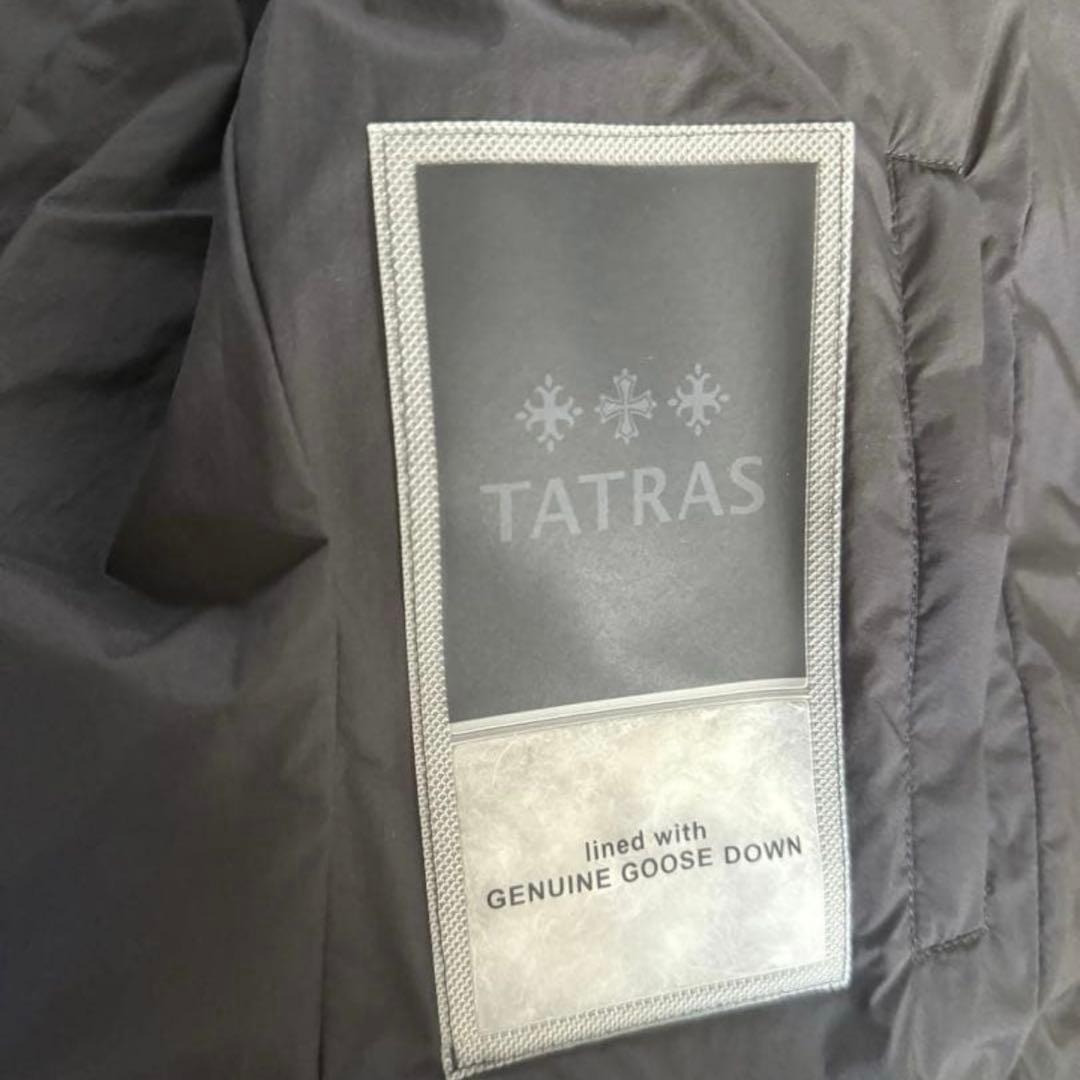 TATRAS
lined with
GENUINE GOOSE DOWN